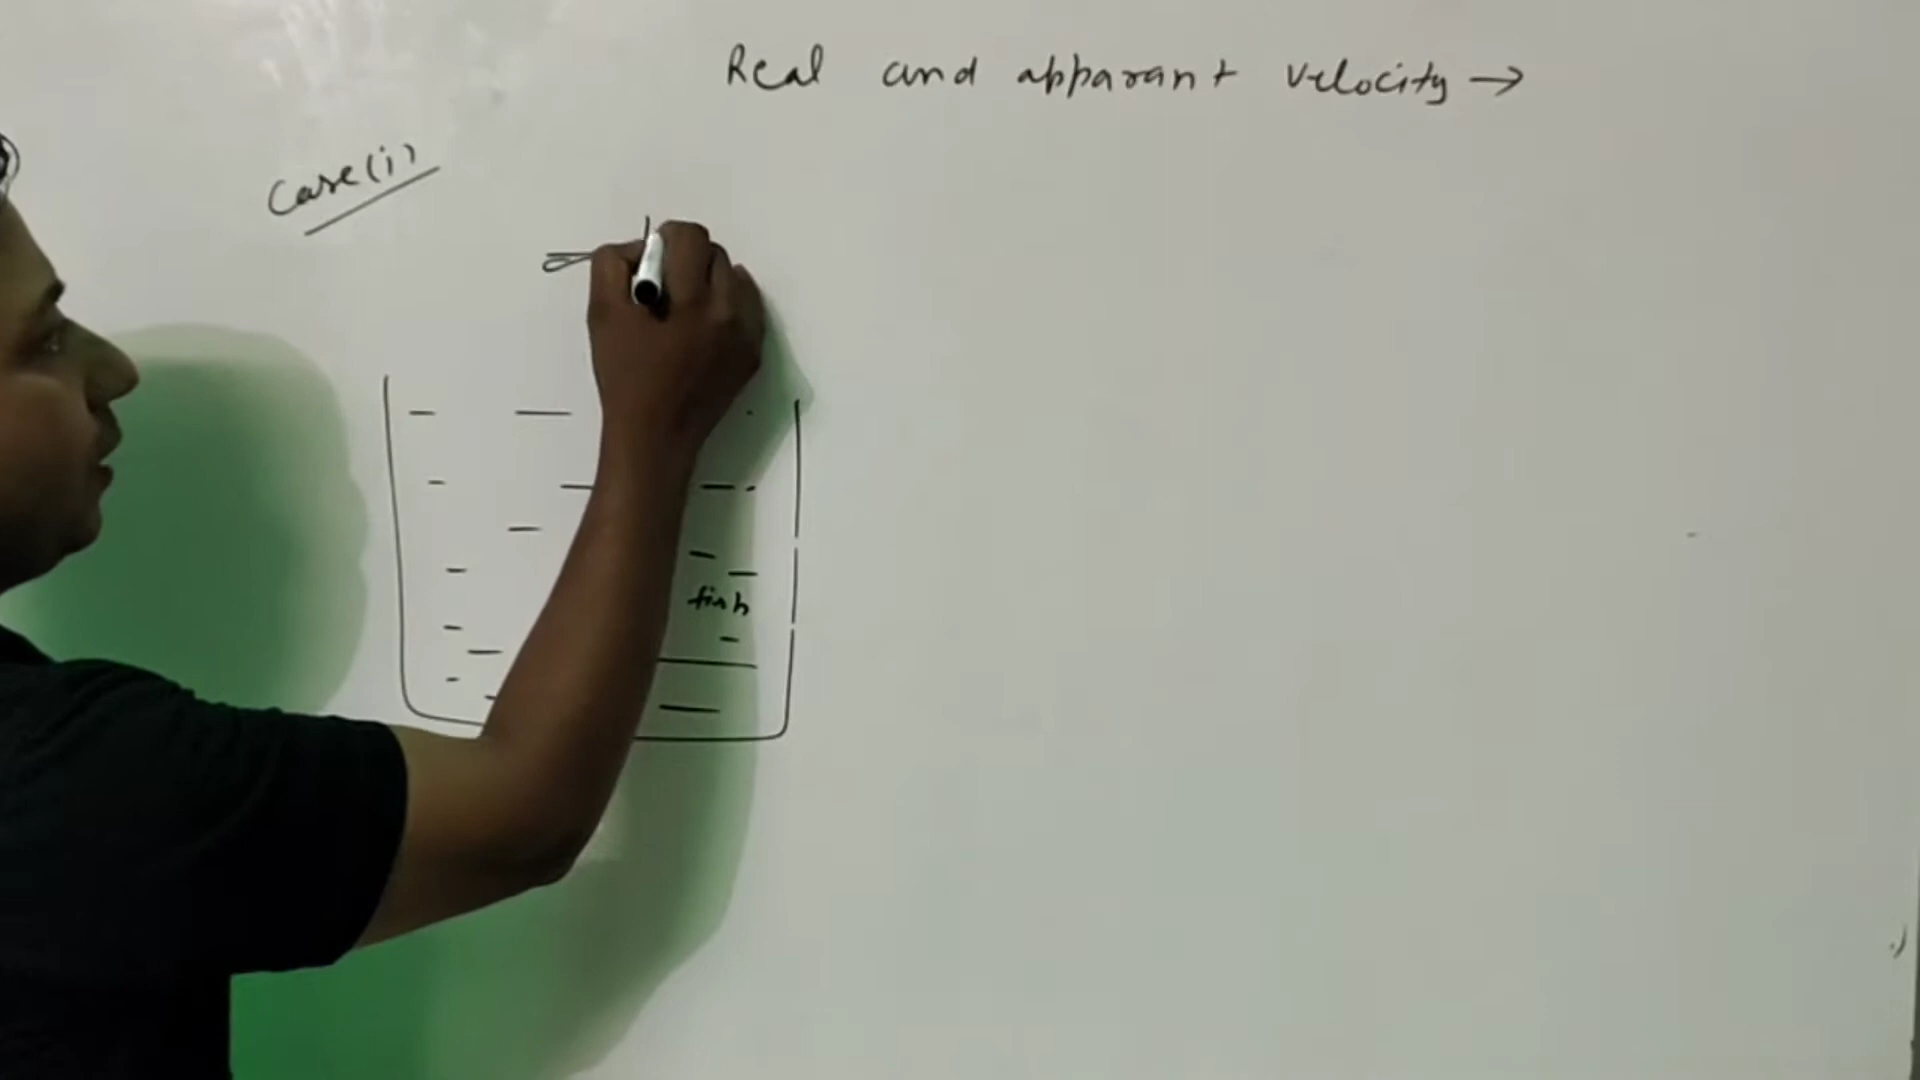 Real and apparant velocity →
Case (i)
fish